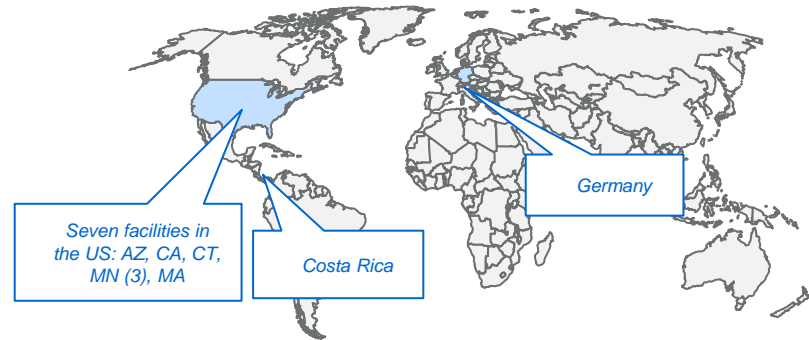 Seven facilities in
the US: AZ, CA, CT,
MN (3), MA
Costa Rica
Germany